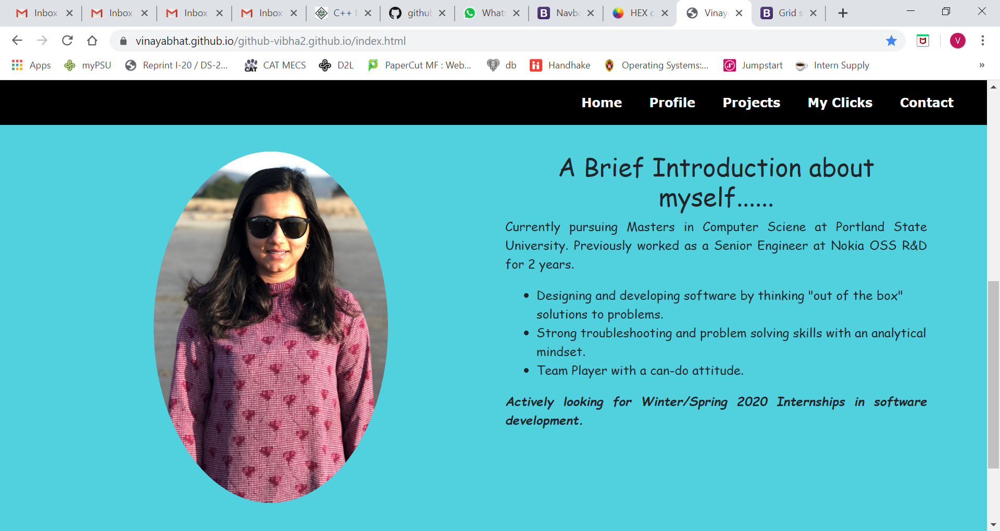 Inbox Inbox Inbox Inbox C++ githu Whats Navba HEX c Vinay Grid s
vinayabhat.github.io/github-vibha2.github.io/index.html
V
Apps myPSU Reprint I-20 / DS-2... CAT MECS D2L PaperCut MF : Web... db Handhake Operating Systems:... Jumpstart Intern Supply »
Home Profile Projects My Clicks Contact
A Brief Introduction about
myself......
Currently pursuing Masters in Computer Sciene at Portland State
University. Previously worked as a Senior Engineer at Nokia OSS R&D
for 2 years.
• Designing and developing software by thinking "out of the box"
solutions to problems.
• Strong troubleshooting and problem solving skills with an analytical
mindset.
• Team Player with a can-do attitude.
Actively looking for Winter/Spring 2020 Internships in software
development.